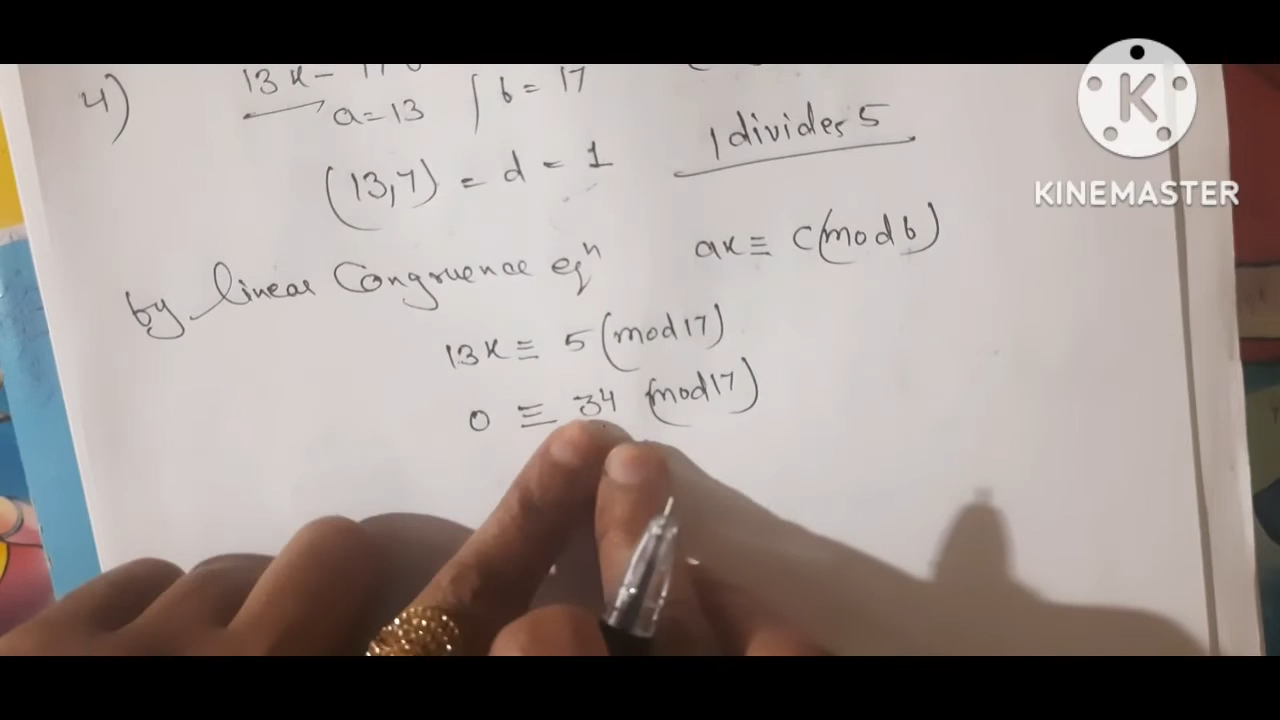 4)
13x -
a=13 / b = 17
(13,7) = d = 1
1 divides 5
by linear Congruence eqⁿ ax ≡ c(mod b)
13x ≡ 5 (mod 17)
0 ≡ 34 (mod 17)
K
KINEMASTER